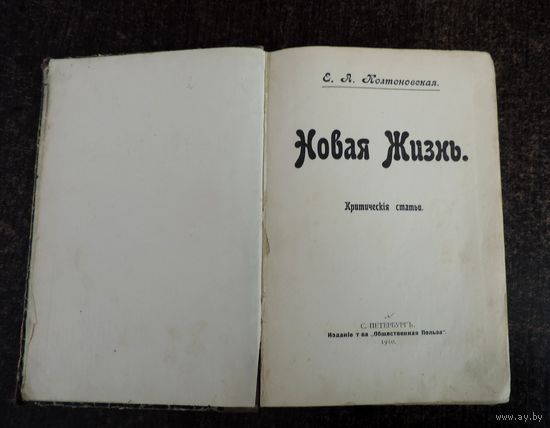 Е. А. Колтоновская.
Новая Жизнь.
Критическія статьи.
С.-ПЕТЕРБУРГЪ.
Изданіе т-ва „Общественная Польза".
1910.
www.ay.by